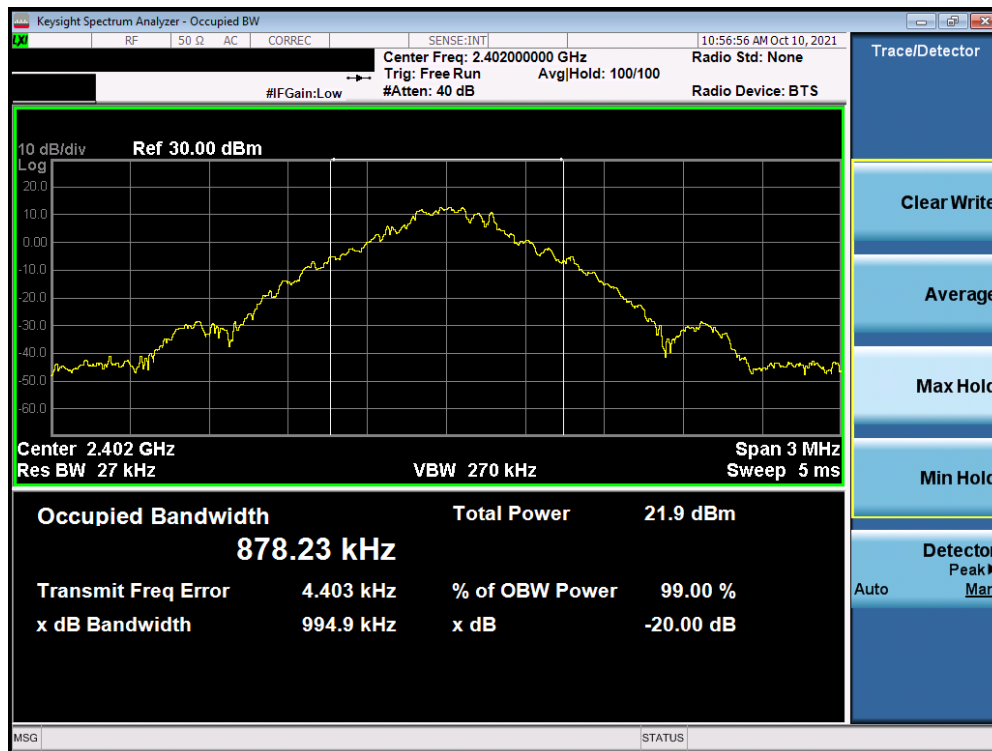 Keysight Spectrum Analyzer - Occupied BW
LXI RF 50 Ω AC CORREC SENSE:INT 10:56:56 AM Oct 10, 2021
Center Freq: 2.402000000 GHz Radio Std: None
Trig: Free Run Avg|Hold: 100/100
#IFGain:Low #Atten: 40 dB Radio Device: BTS
10 dB/div Ref 30.00 dBm
Log
20.0
10.0
0.00
-10.0
-20.0
-30.0
-40.0
-50.0
-60.0
Center 2.402 GHz Span 3 MHz
Res BW 27 kHz VBW 270 kHz Sweep 5 ms
Occupied Bandwidth Total Power 21.9 dBm
878.23 kHz
Transmit Freq Error 4.403 kHz % of OBW Power 99.00 %
x dB Bandwidth 994.9 kHz x dB -20.00 dB
MSG STATUS
Trace/Detector
Clear Write
Average
Max Hold
Min Hold
Detector
Peak
Auto Man